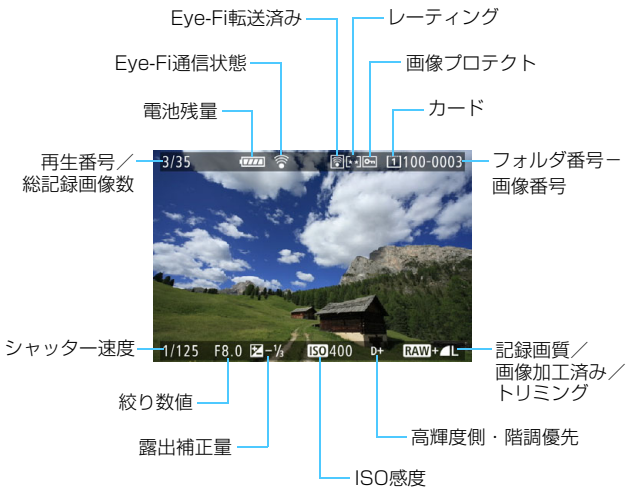 Eye-Fi転送済み
レーティング
Eye-Fi通信状態
画像プロテクト
電池残量
カード
再生番号／
総記録画像数
3/35
1 100-0003
フォルダ番号－
画像番号
シャッター速度
1/125 F8.0 -⅓ ISO 400 D+ RAW+L
記録画質／
画像加工済み／
トリミング
絞り数値
露出補正量
高輝度側・階調優先
ISO感度